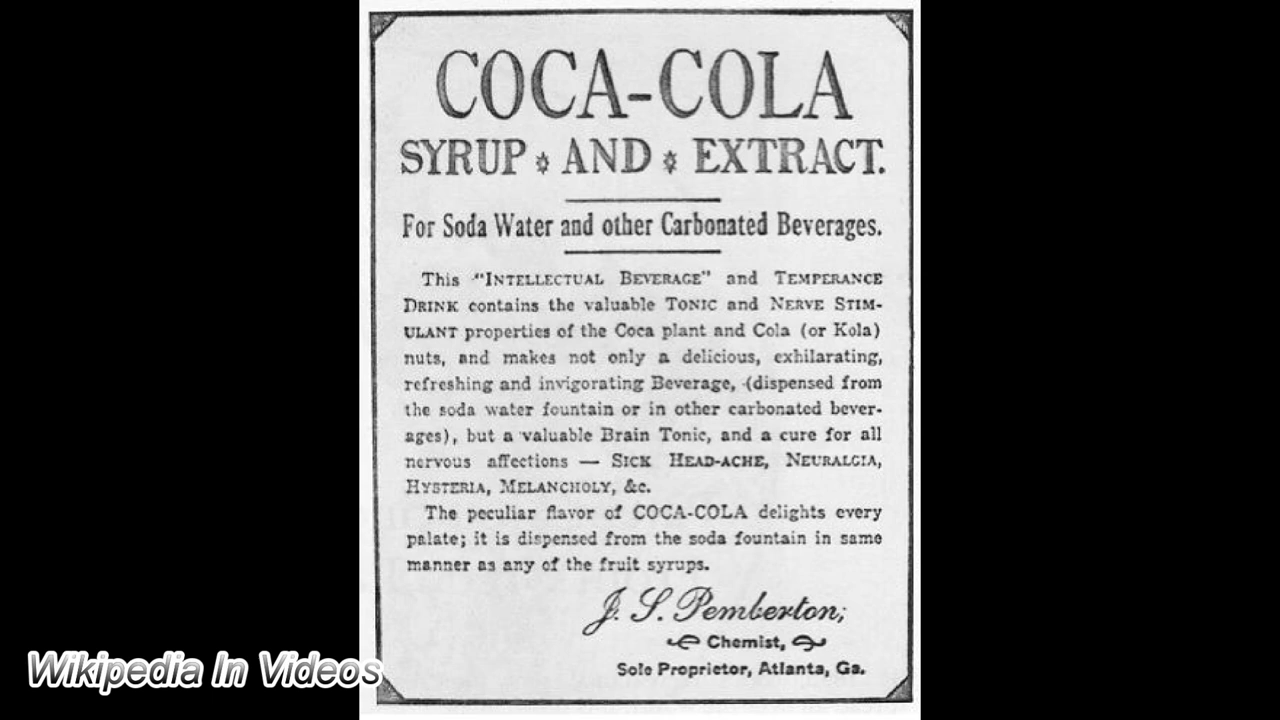 COCA-COLA
SYRUP * AND * EXTRACT.
For Soda Water and other Carbonated Beverages.
This "INTELLECTUAL BEVERAGE" and TEMPERANCE
DRINK contains the valuable TONIC and NERVE STIM-
ULANT properties of the Coca plant and Cola (or Kola)
nuts, and makes not only a delicious, exhilarating,
refreshing and invigorating Beverage, (dispensed from
the soda water fountain or in other carbonated bever-
ages), but a valuable Brain Tonic, and a cure for all
nervous affections — SICK HEAD-ACHE, NEURALGIA,
HYSTERIA, MELANCHOLY, &c.
The peculiar flavor of COCA-COLA delights every
palate; it is dispensed from the soda fountain in same
manner as any of the fruit syrups.
J. S. Pemberton;
Chemist,
Sole Proprietor, Atlanta, Ga.
Wikipedia In Videos